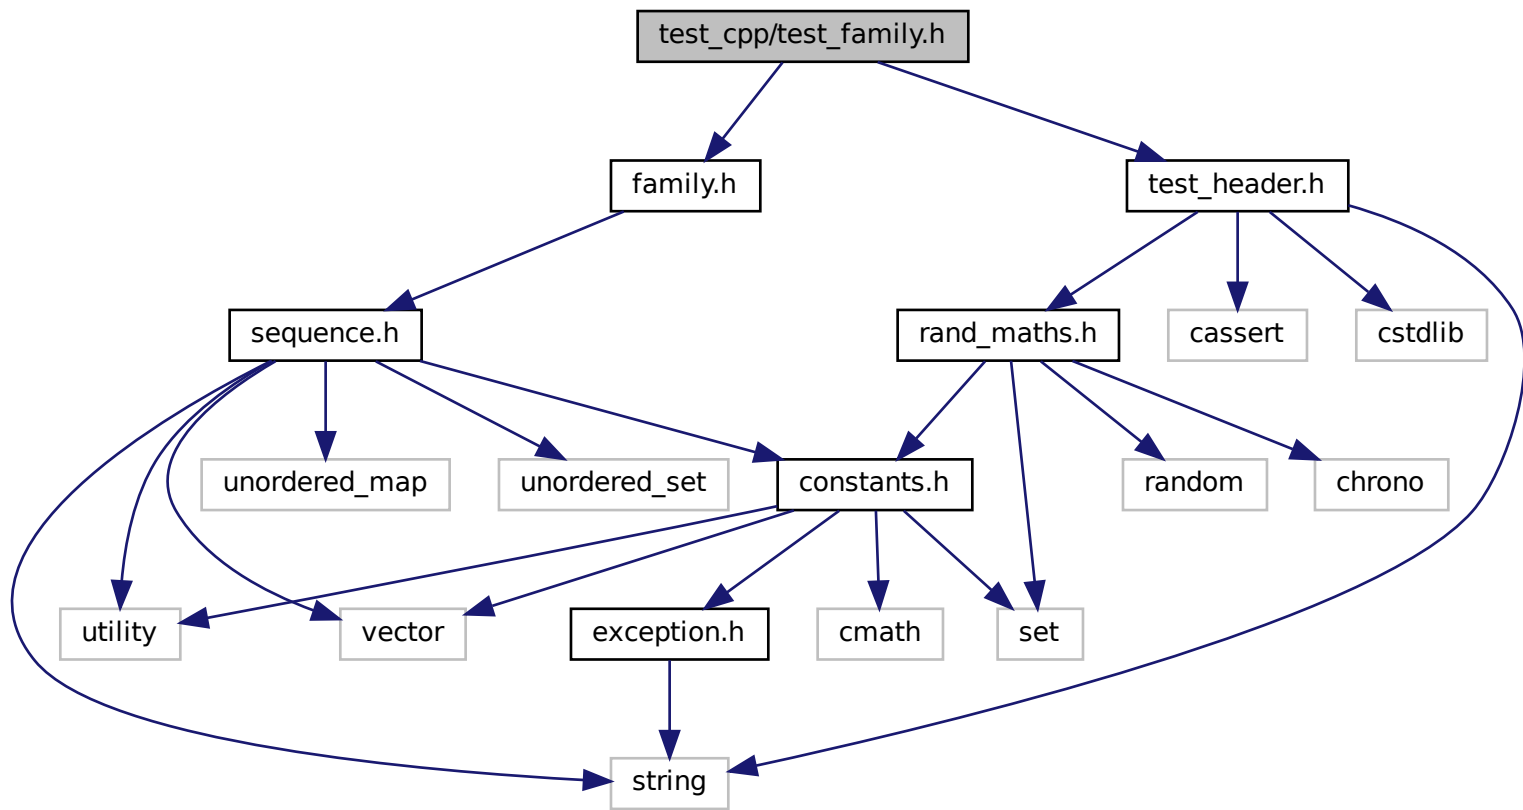 test_cpp/test_family.h
family.h
test_header.h
sequence.h
rand_maths.h
cassert
cstdlib
unordered_map
unordered_set
constants.h
random
chrono
utility
vector
exception.h
cmath
set
string